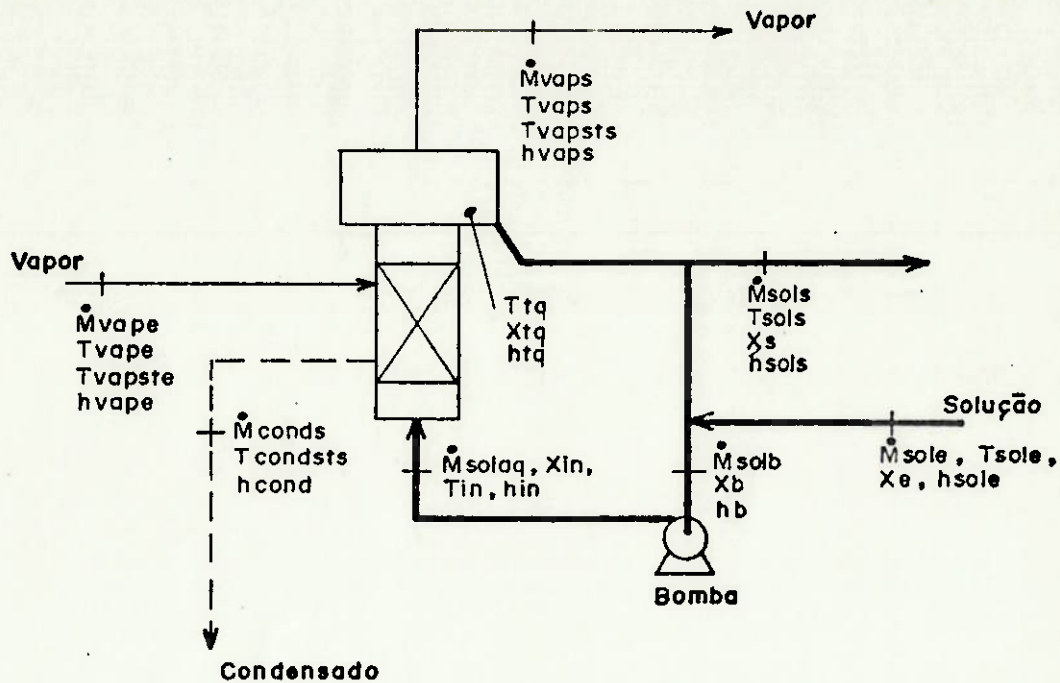 Vapor
Ṁvaps
Tvaps
Tvapsts
hvaps
Vapor
Ṁvape
Tvape
Tvapste
hvape
Ttq
Xtq
htq
Ṁsols
Tsols
Xs
hsols
Solução
Ṁsole, Tsole,
Xe, hsole
Ṁconds
Tcondsts
hcond
Ṁsolaq, Xin,
Tin, hin
Ṁsolb
Xb
hb
Bomba
Condensado